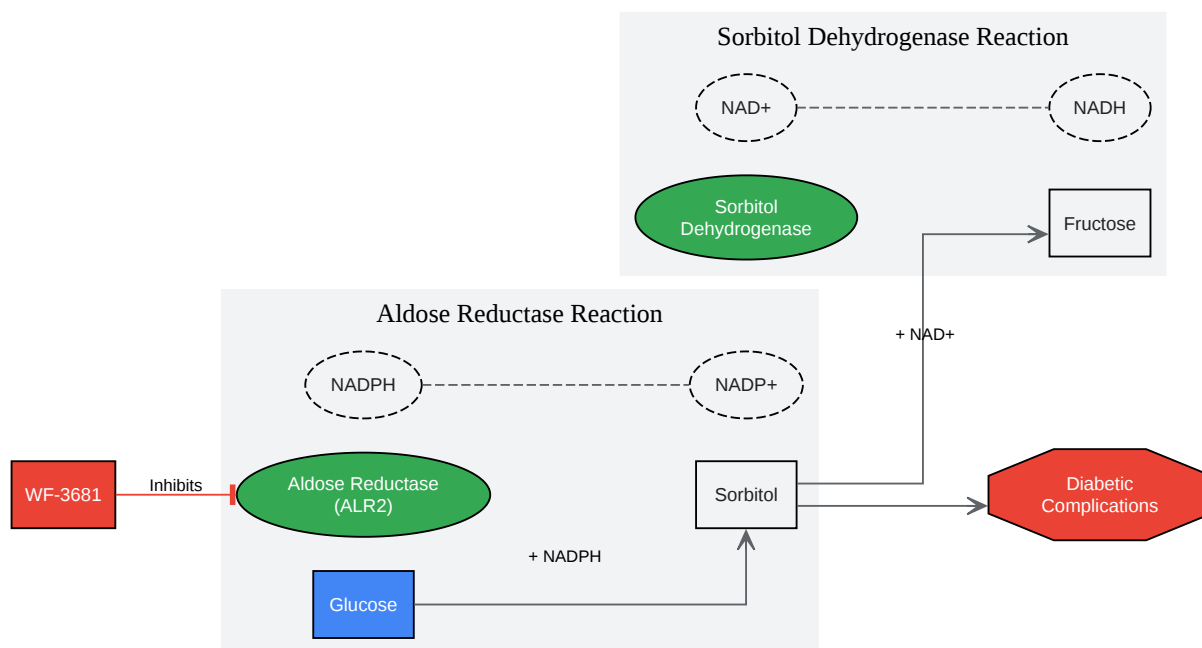 Sorbitol Dehydrogenase Reaction
NAD+
NADH
Sorbitol
Dehydrogenase
Fructose
+ NAD+
Aldose Reductase Reaction
NADPH
NADP+
WF-3681
Inhibits
Aldose Reductase
(ALR2)
Sorbitol
Diabetic
Complications
+ NADPH
Glucose